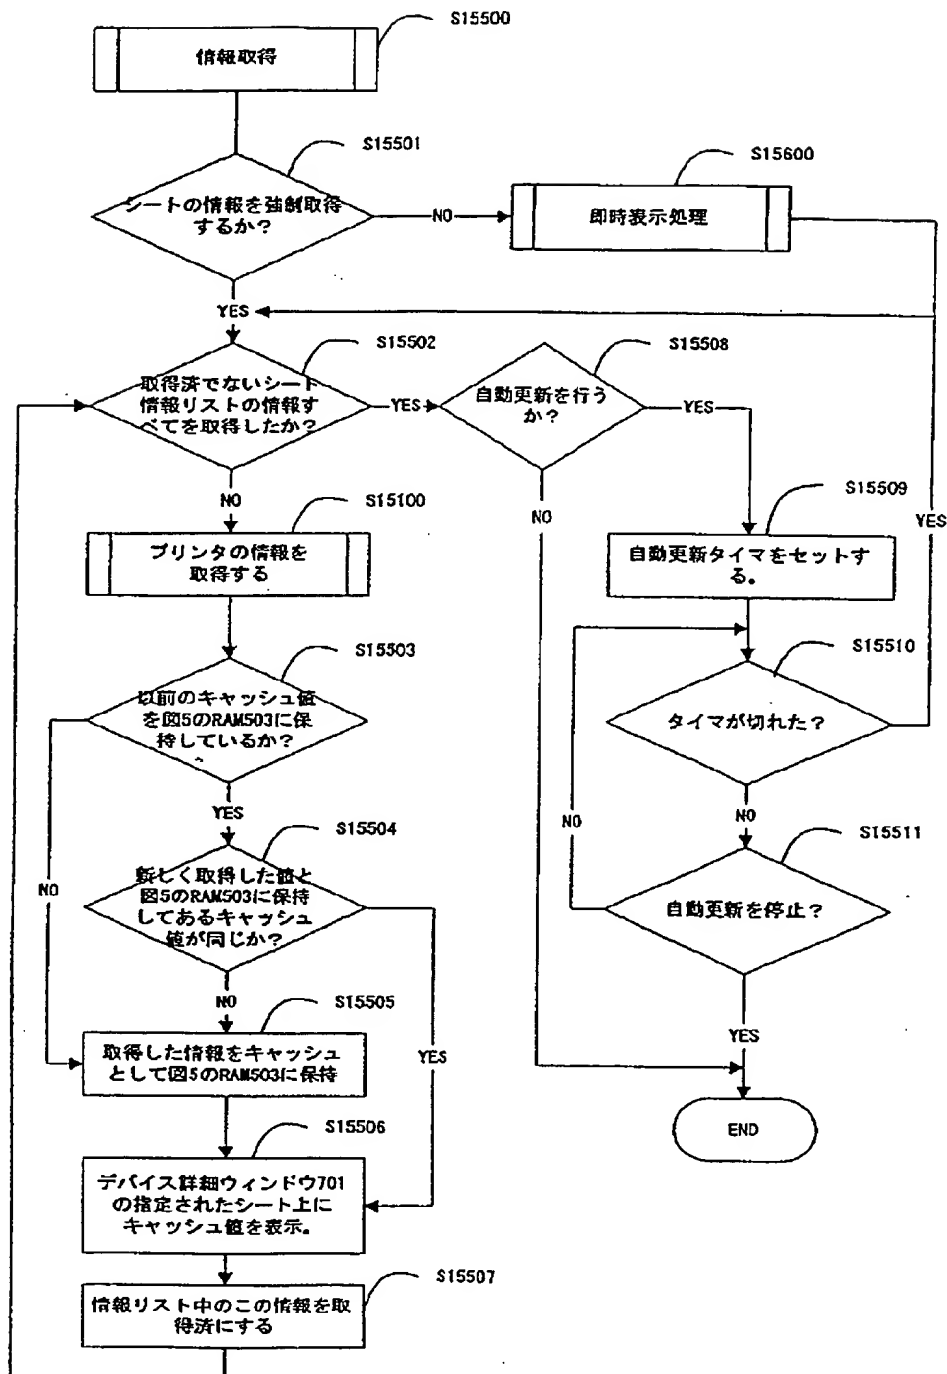 S15500
情報取得
S15501
シートの情報を強制取得
するか？
NO
S15600
即時表示処理
YES
S15502
取得済でないシート
情報リストの情報す
べてを取得したか？
YES
S15508
自動更新を行う
か？
YES
NO
S15100
プリンタの情報を
取得する
NO
S15509
自動更新タイマをセットす
る。
YES
S15503
以前のキャッシュ値
を図5のRAM503に保
持しているか？
S15510
タイマが切れた？
YES
NO
S15504
新しく取得した値と
図5のRAM503に保持
してあるキャッシュ
値が同じか？
NO
NO
S15511
自動更新を停止？
NO
S15505
取得した情報をキャッシュ
として図5のRAM503に保持
YES
YES
S15506
デバイス詳細ウィンドウ701
の指定されたシート上に
キャッシュ値を表示。
END
S15507
情報リスト中のこの情報を取
得済にする